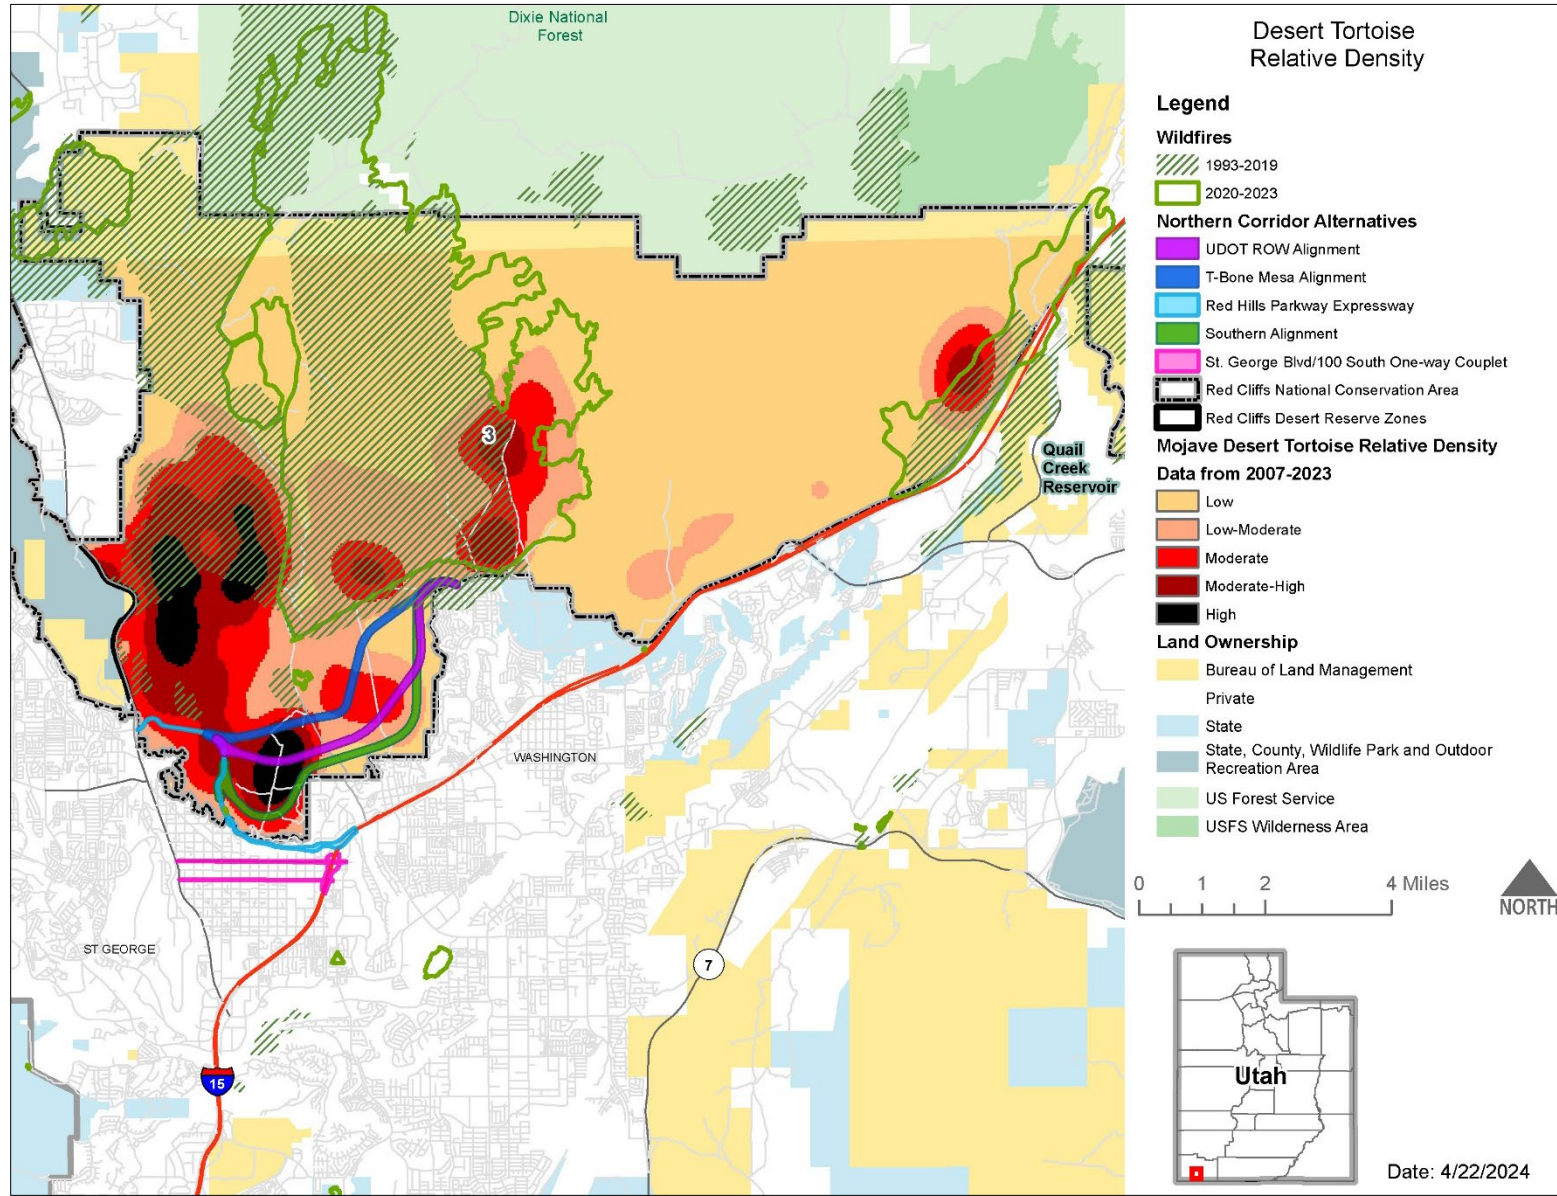 Dixie National
Forest
3
Quail
Creek
Reservoir
WASHINGTON
ST GEORGE
7
15
Desert Tortoise
Relative Density
Legend
Wildfires
1993-2019
2020-2023
Northern Corridor Alternatives
UDOT ROW Alignment
T-Bone Mesa Alignment
Red Hills Parkway Expressway
Southern Alignment
St. George Blvd/100 South One-way Couplet
Red Cliffs National Conservation Area
Red Cliffs Desert Reserve Zones
Mojave Desert Tortoise Relative Density
Data from 2007-2023
Low
Low-Moderate
Moderate
Moderate-High
High
Land Ownership
Bureau of Land Management
Private
State
State, County, Wildlife Park and Outdoor
Recreation Area
US Forest Service
USFS Wilderness Area
0 1 2 4 Miles
NORTH
Utah
Date: 4/22/2024